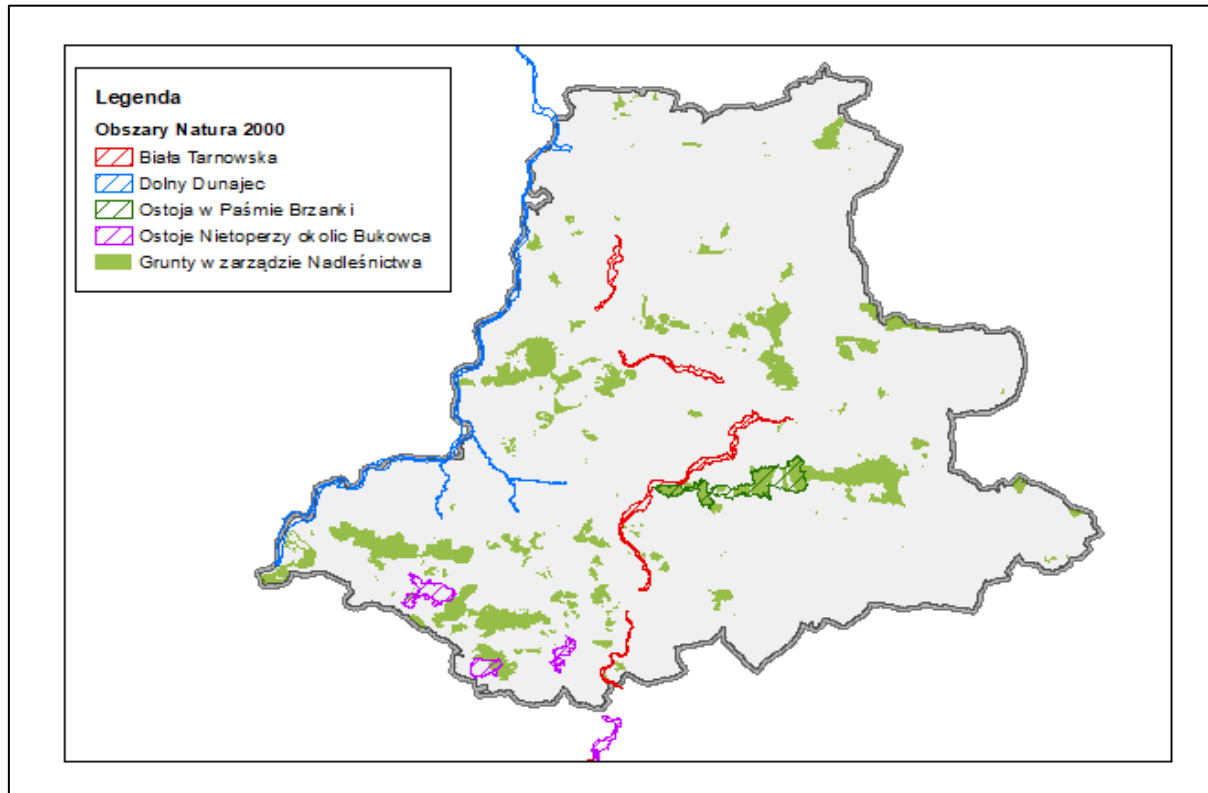 Legenda
Obszary Natura 2000
Biała Tarnowska
Dolny Dunajec
Ostoja w Paśmie Brzanki
Ostoje Nietoperzy okolic Bukowca
Grunty w zarządzie Nadleśnictwa